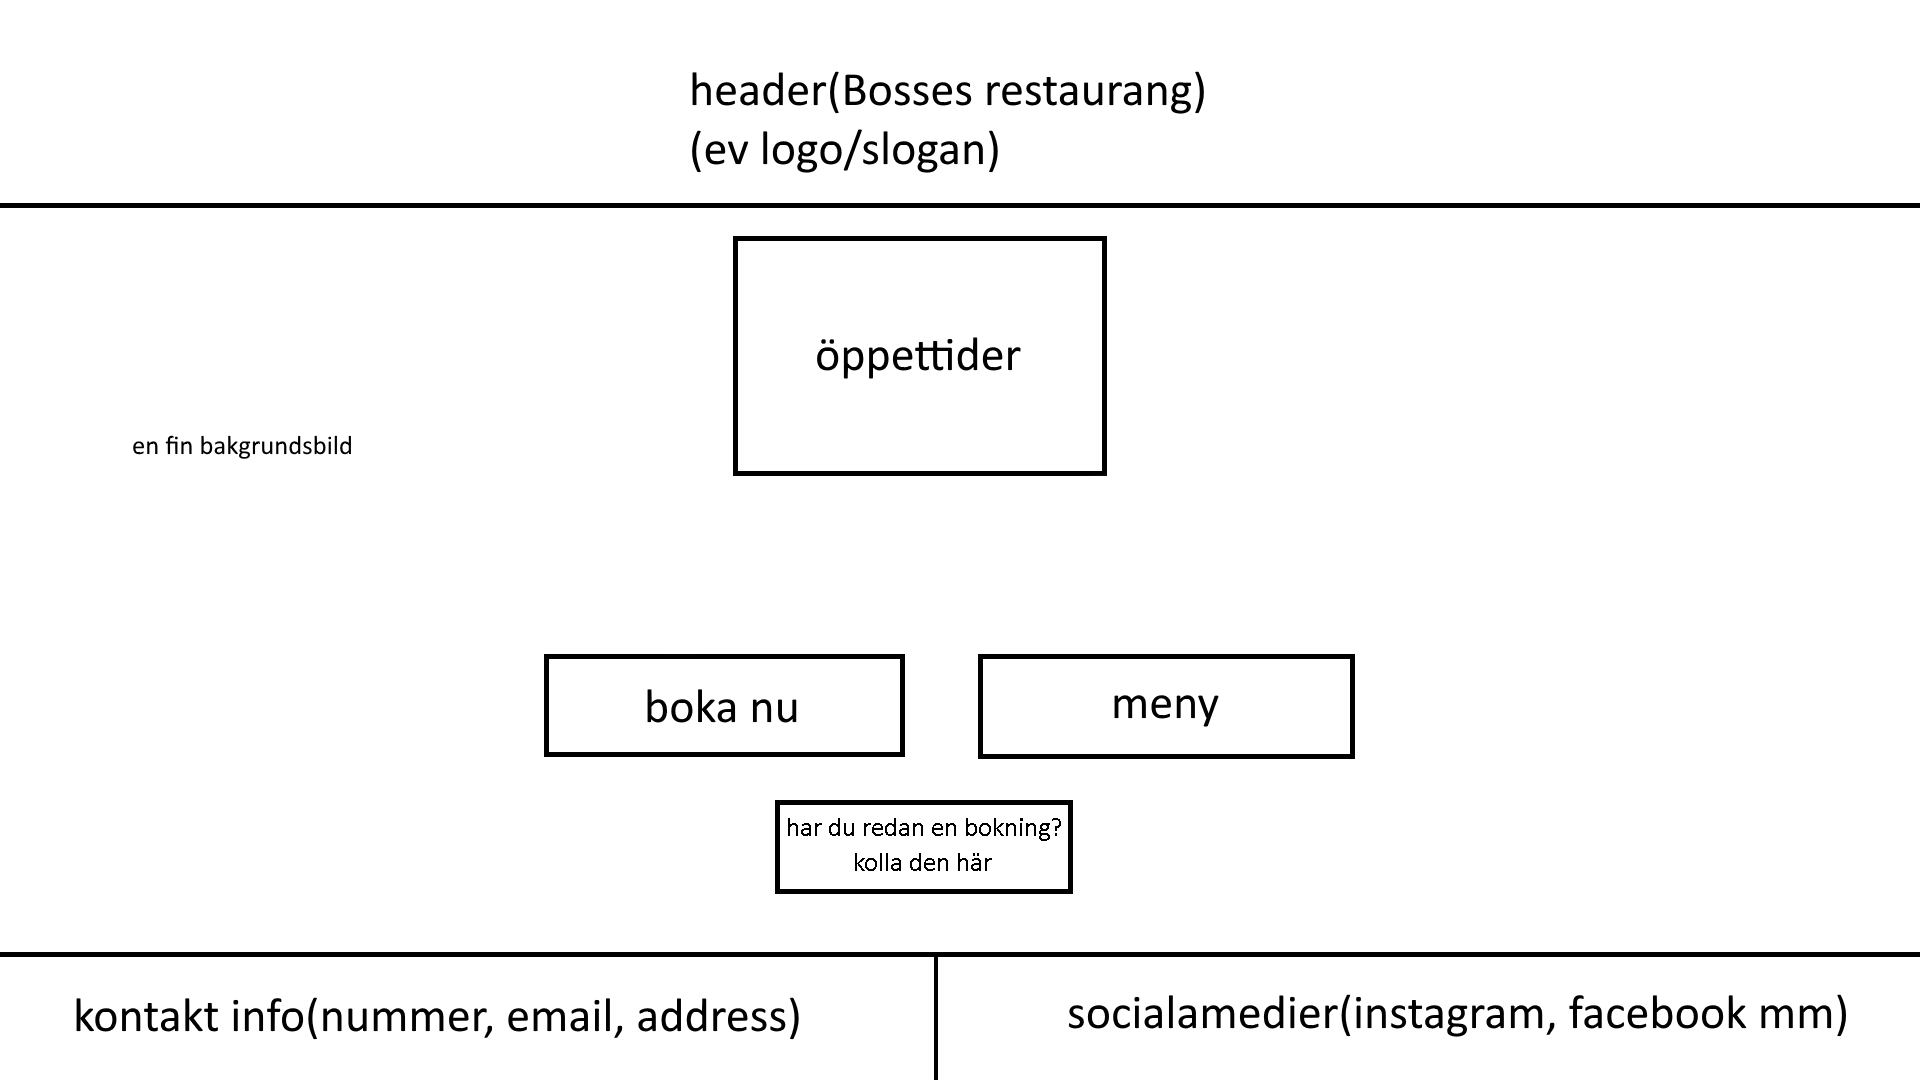 header(Bosses restaurang)
(ev logo/slogan)
öppettider
en fin bakgrundsbild
boka nu
meny
har du redan en bokning?
kolla den här
kontakt info(nummer, email, address)
socialamedier(instagram, facebook mm)